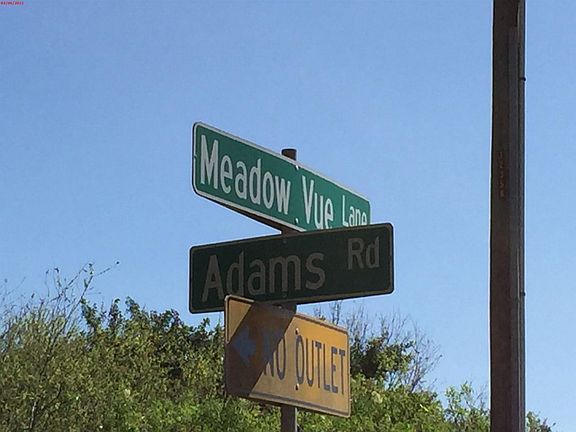 Meadow Vue Lane
Adams Rd
NO OUTLET